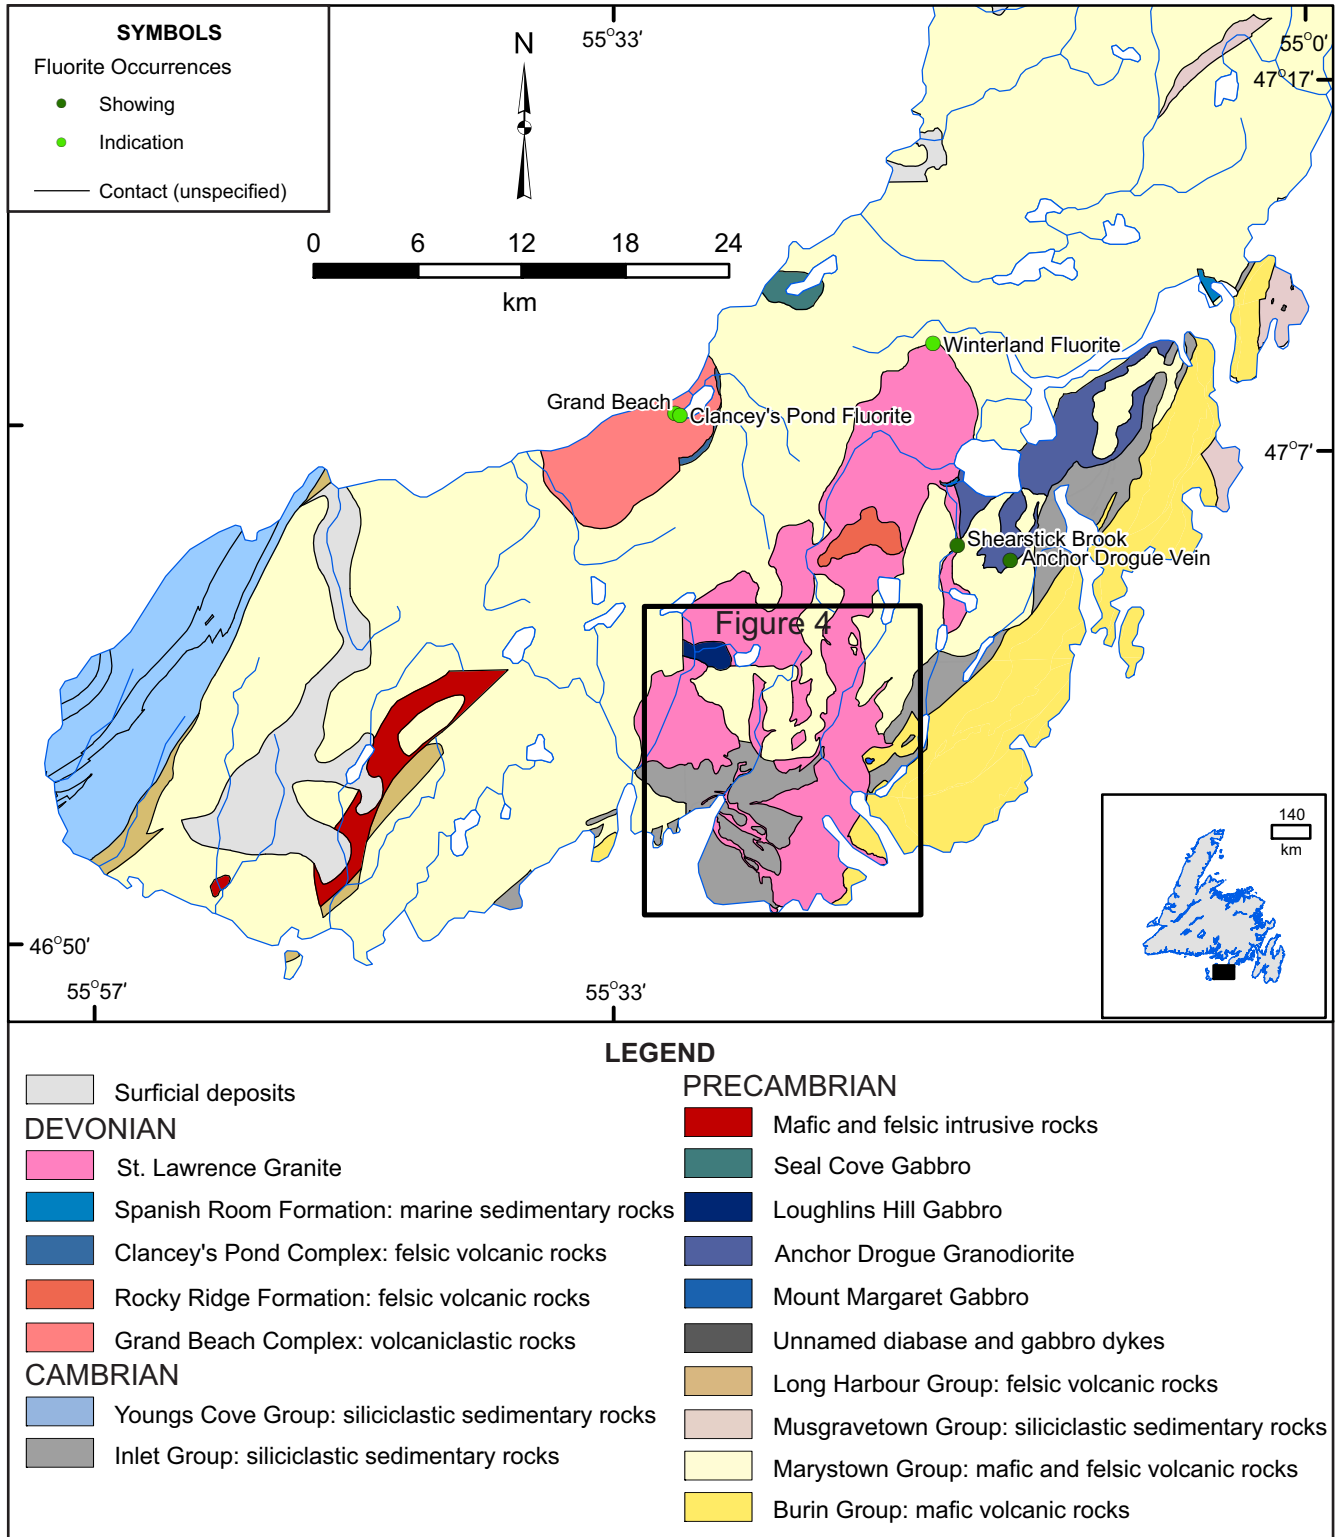 SYMBOLS
Fluorite Occurrences
Showing
Indication
Contact (unspecified)
N
55°33′
55°0′
47°17′
0 6 12 18 24
km
Winterland Fluorite
Grand Beach
Clancey's Pond Fluorite
47°7′
Shearstick Brook
Anchor Drogue Vein
Figure 4
140
km
46°50′
55°57′
55°33′
LEGEND
Surficial deposits
DEVONIAN
St. Lawrence Granite
Spanish Room Formation: marine sedimentary rocks
Clancey's Pond Complex: felsic volcanic rocks
Rocky Ridge Formation: felsic volcanic rocks
Grand Beach Complex: volcaniclastic rocks
CAMBRIAN
Youngs Cove Group: siliciclastic sedimentary rocks
Inlet Group: siliciclastic sedimentary rocks
PRECAMBRIAN
Mafic and felsic intrusive rocks
Seal Cove Gabbro
Loughlins Hill Gabbro
Anchor Drogue Granodiorite
Mount Margaret Gabbro
Unnamed diabase and gabbro dykes
Long Harbour Group: felsic volcanic rocks
Musgravetown Group: siliciclastic sedimentary rocks
Marystown Group: mafic and felsic volcanic rocks
Burin Group: mafic volcanic rocks